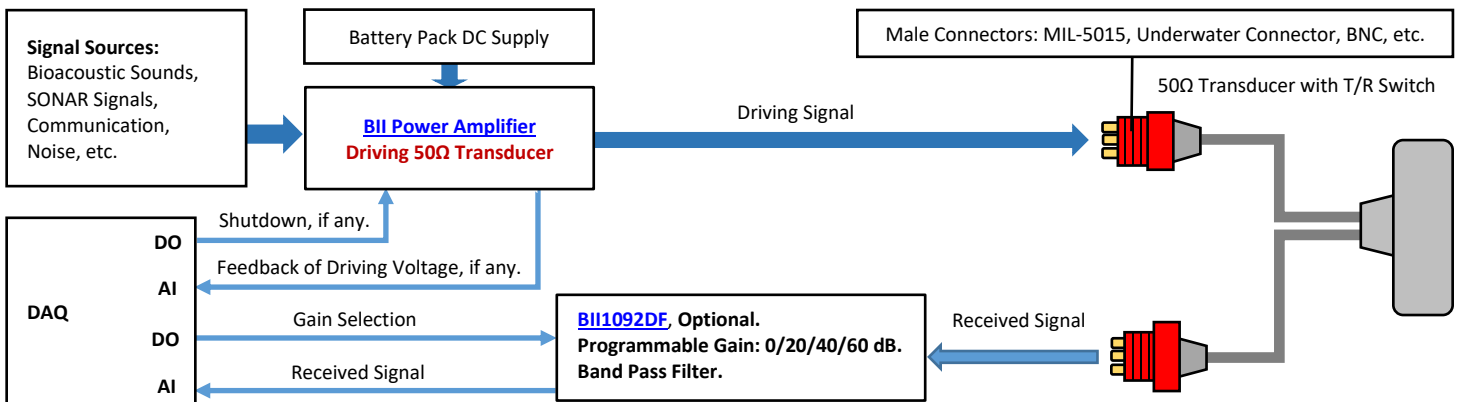 Signal Sources:
Bioacoustic Sounds,
SONAR Signals,
Communication,
Noise, etc.
Battery Pack DC Supply
BII Power Amplifier
Driving 50Ω Transducer
Driving Signal
Male Connectors: MIL-5015, Underwater Connector, BNC, etc.
50Ω Transducer with T/R Switch
Shutdown, if any.
DO
Feedback of Driving Voltage, if any.
AI
DAQ
Gain Selection
DO
Received Signal
AI
BII1092DF, Optional.
Programmable Gain: 0/20/40/60 dB.
Band Pass Filter.
Received Signal